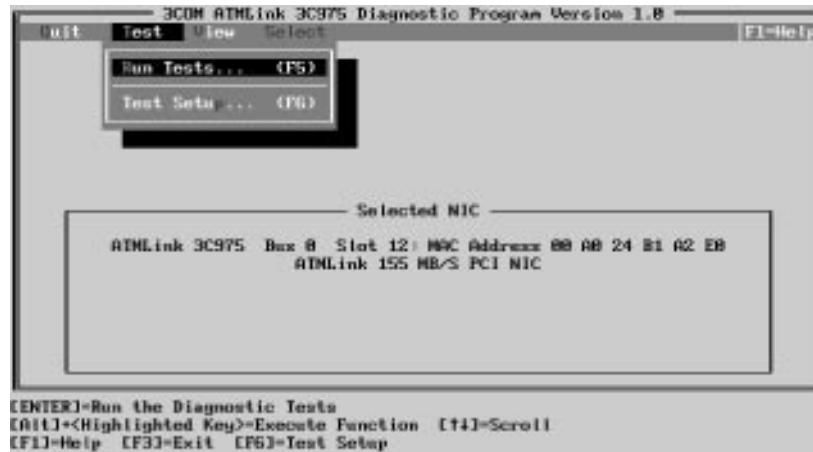 3COM ATMLink 3C975 Diagnostic Program Version 1.0
Quit Test View Select F1=Help
Run Tests... (F5)
Test Setup... (F6)
Selected NIC
ATMLink 3C975 Bus 0 Slot 12: MAC Address 00 A0 24 B1 A2 E0
ATMLink 155 MB/S PCI NIC
[ENTER]=Run the Diagnostic Tests
[Alt]+<Highlighted Key>=Execute Function [↑↓]=Scroll
[F1]=Help [F3]=Exit [F6]=Test Setup